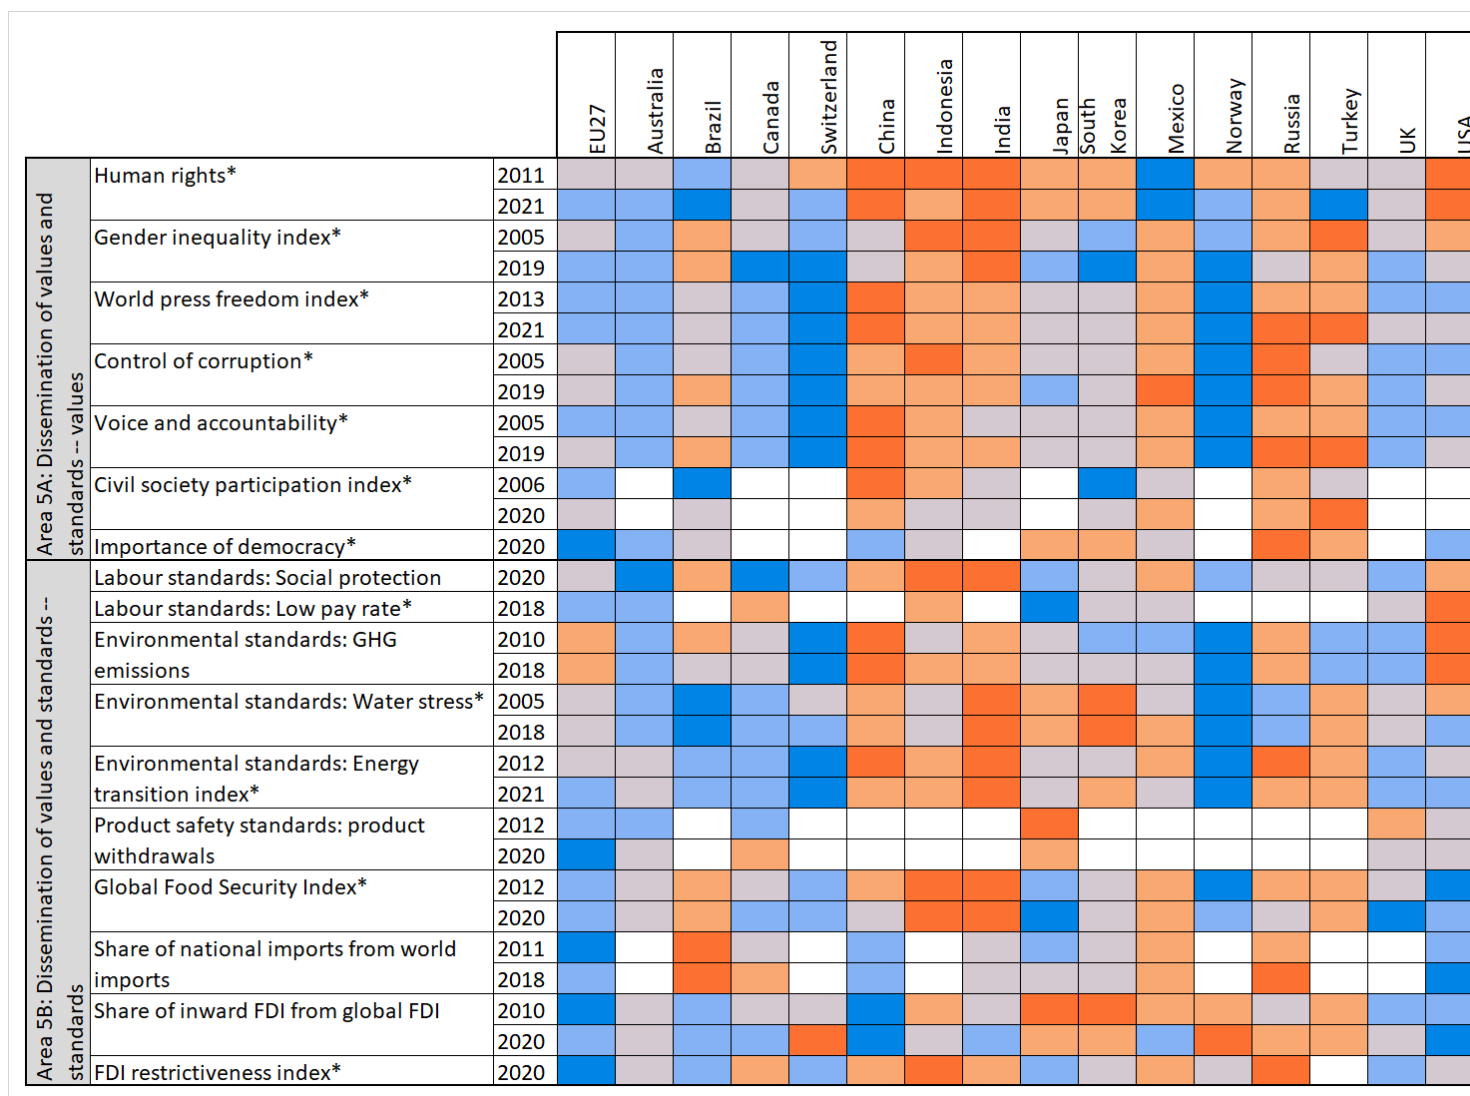 EU27
Australia
Brazil
Canada
Switzerland
China
Indonesia
India
Japan
South
Korea
Mexico
Norway
Russia
Turkey
UK
USA
Area 5A: Dissemination of values and
standards -- values
Human rights* 2011
2021
Gender inequality index* 2005
2019
World press freedom index* 2013
2021
Control of corruption* 2005
2019
Voice and accountability* 2005
2019
Civil society participation index* 2006
2020
Importance of democracy* 2020
Area 5B: Dissemination of values and standards --
standards
Labour standards: Social protection 2020
Labour standards: Low pay rate* 2018
Environmental standards: GHG 2010
emissions 2018
Environmental standards: Water stress* 2005
2018
Environmental standards: Energy 2012
transition index* 2021
Product safety standards: product 2012
withdrawals 2020
Global Food Security Index* 2012
2020
Share of national imports from world 2011
imports 2018
Share of inward FDI from global FDI 2010
2020
FDI restrictiveness index* 2020